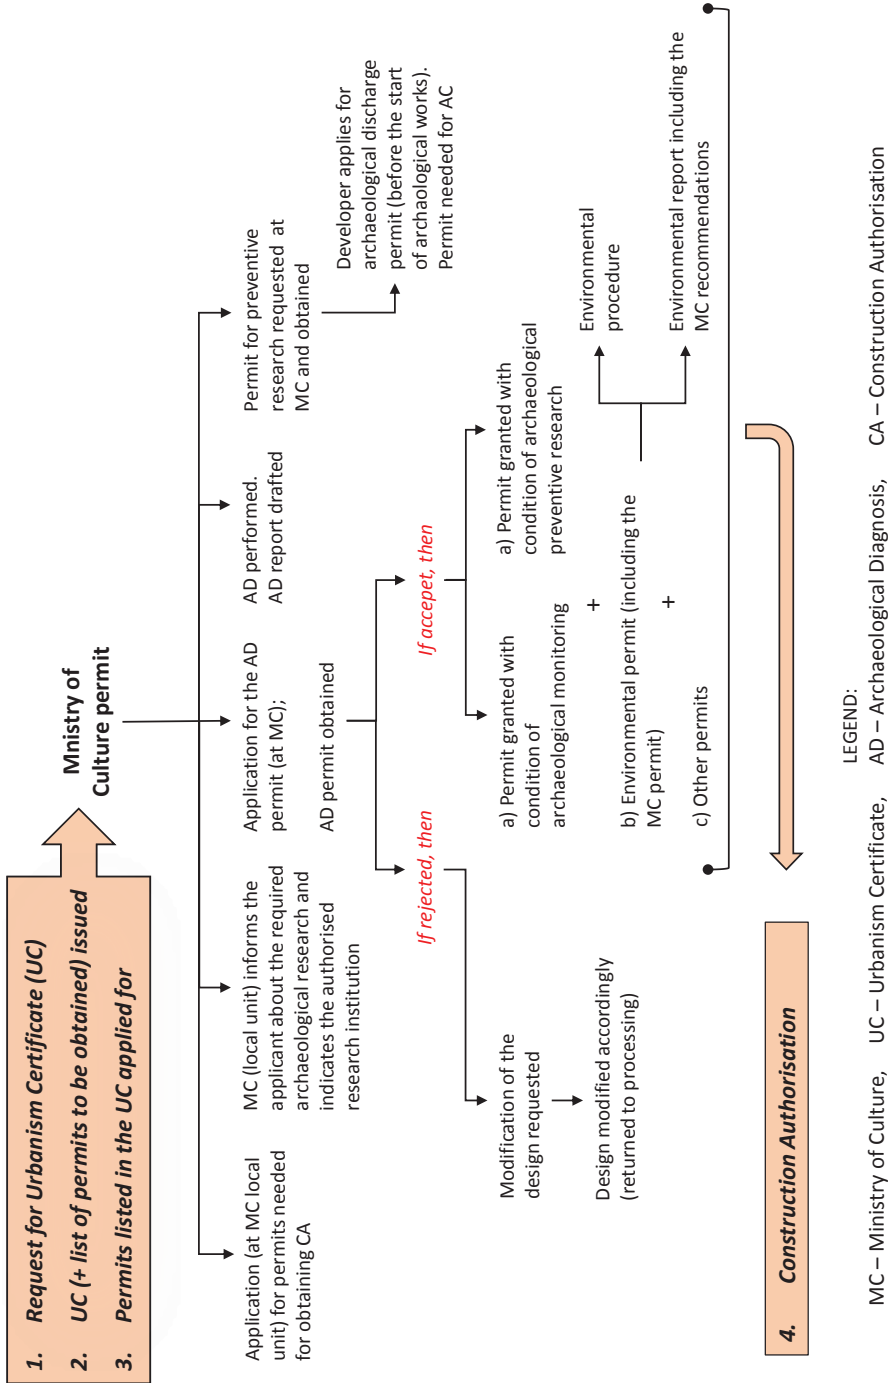 1. Request for Urbanism Certificate (UC)
2. UC (+ list of permits to be obtained) issued
3. Permits listed in the UC applied for
Mnistry of
Culture permit
Application (at MC local
unit) for permits needed
for obtaining CA
MC (local unit) informs the
applicant about the required
archaeological research and
indicates the authorised
research institution
Application for the AD
permit (at MC);
AD permit obtained
AD performed.
AD report drafted
Permit for preventive
research requested at
MC and obtained
Developer applies for
archaeological discharge
permit (before the start
of archaological works).
Permit needed for AC
If rejected, then
If accepet, then
Modification of the
design requested
Design modified accordingly
(returned to processing)
a) Permit granted with
condition of
archaeological monitoring
a) Permit granted with
condition of archaeological
preventive research
+
b) Environmental permit (including the
MC permit)
+
c) Other permits
Environmental
procedure
Environmental report including the
MC recommendations
4. Construction Authorisation
LEGEND:
MC – Ministry of Culture, UC – Urbanism Certificate, AD – Archaeological Diagnosis, CA – Construction Authorisation